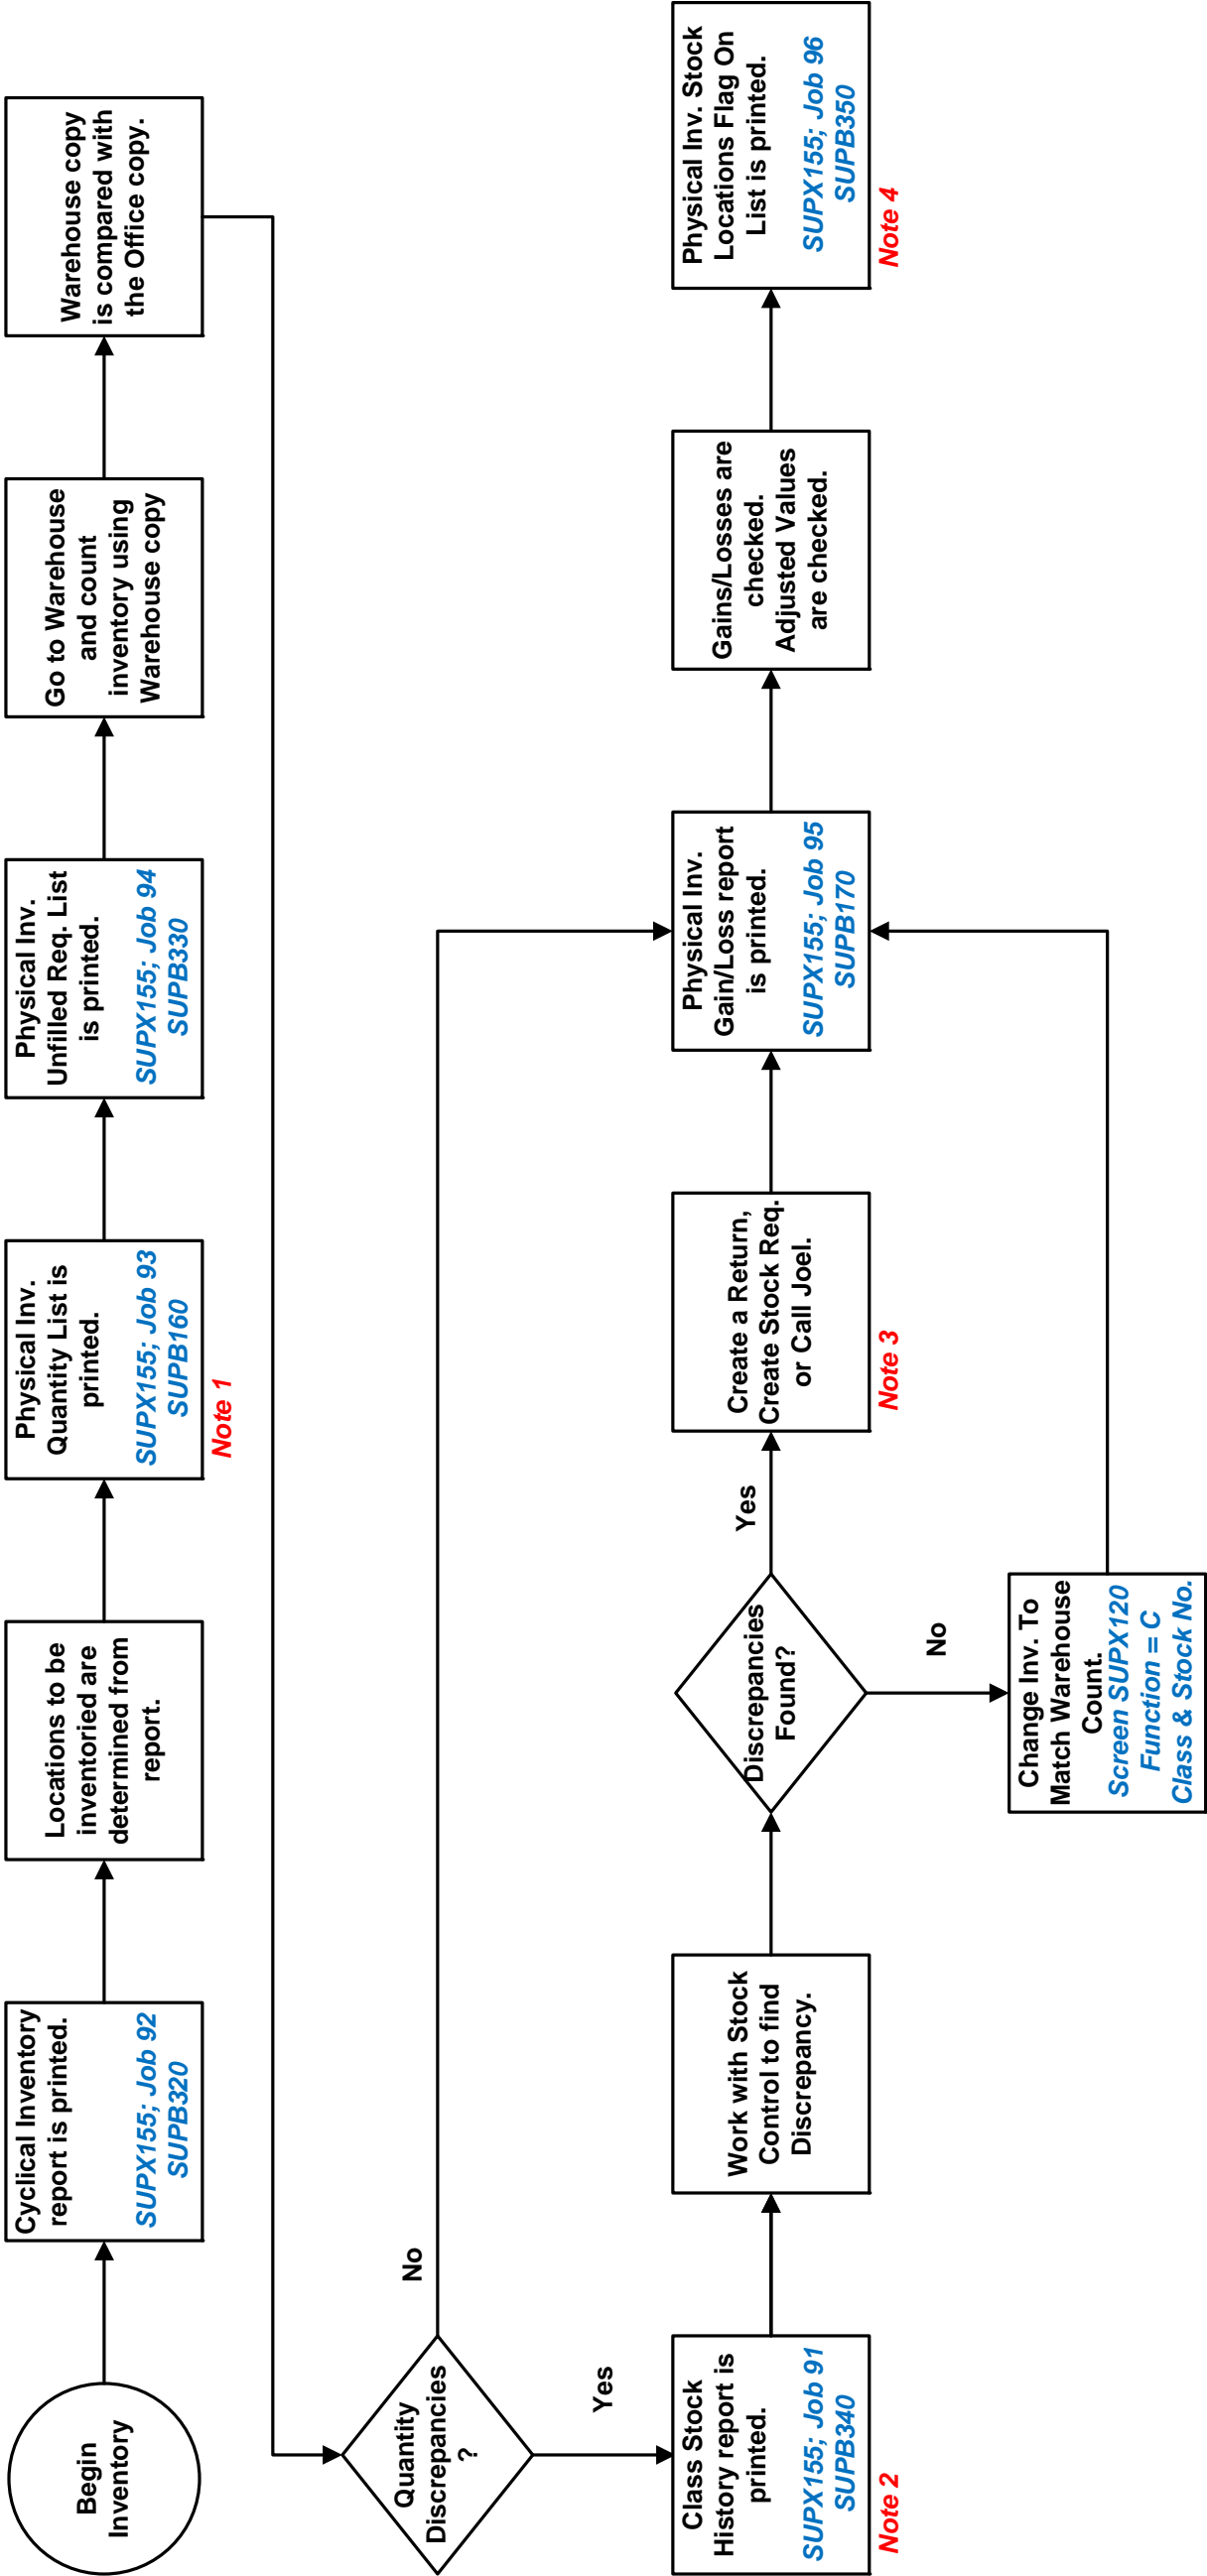 Begin
Inventory
Cyclical Inventory
report is printed.
SUPX155; Job 92
SUPB320
Locations to be
inventoried are
determined from
report.
Physical Inv.
Quantity List is
printed.
SUPX155; Job 93
SUPB160
Note 1
Physical Inv.
Unfilled Req. List
is printed.
SUPX155; Job 94
SUPB330
Go to Warehouse
and count
inventory using
Warehouse copy
Warehouse copy
is compared with
the Office copy.
Quantity
Discrepancies
?
No
Yes
Class Stock
History report is
printed.
SUPX155; Job 91
SUPB340
Note 2
Work with Stock
Control to find
Discrepancy.
Discrepancies
Found?
Yes
No
Create a Return,
Create Stock Req.
or Call Joel.
Note 3
Change Inv. To
Match Warehouse
Count.
Screen SUPX120
Function = C
Class & Stock No.
Physical Inv.
Gain/Loss report
is printed.
SUPX155; Job 95
SUPB170
Gains/Losses are
checked.
Adjusted Values
are checked.
Physical Inv. Stock
Locations Flag On
List is printed.
SUPX155; Job 96
SUPB350
Note 4